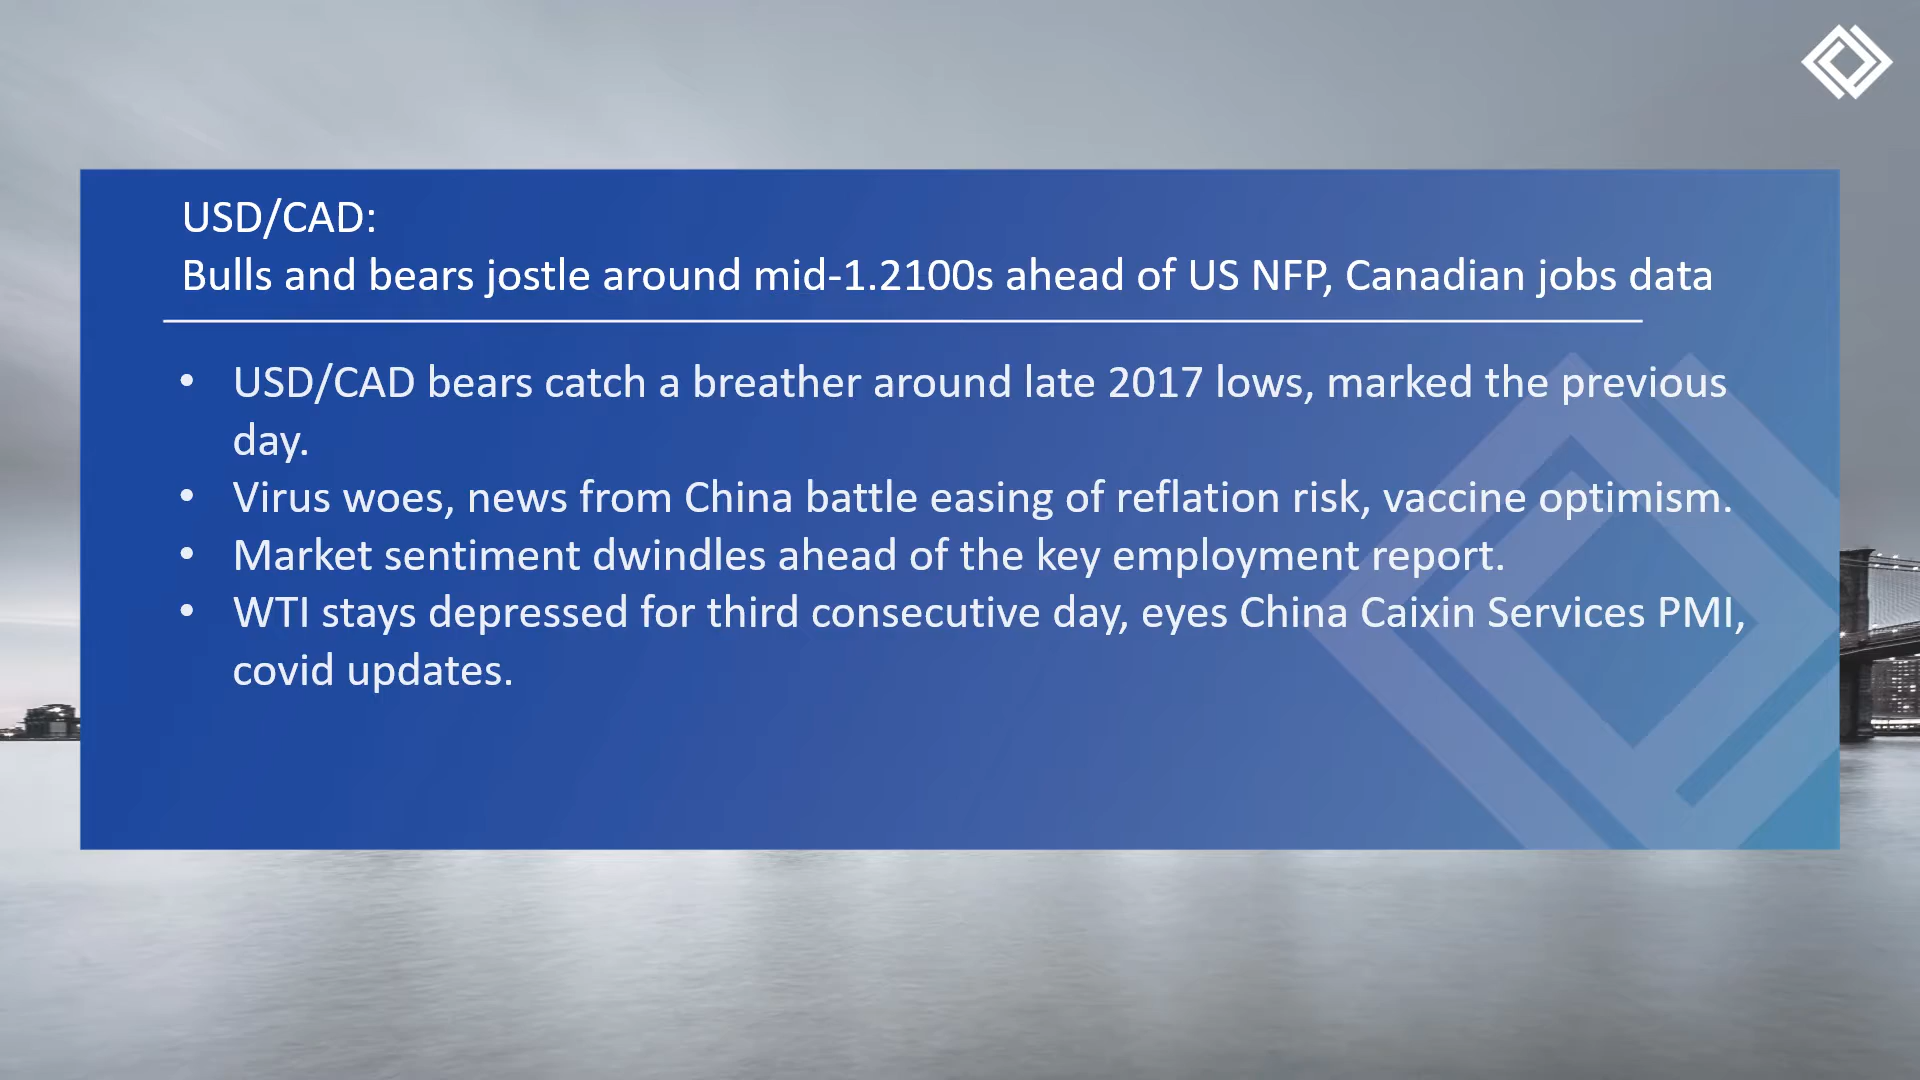 USD/CAD:
Bulls and bears jostle around mid-1.2100s ahead of US NFP, Canadian jobs data
• USD/CAD bears catch a breather around late 2017 lows, marked the previous
day.
• Virus woes, news from China battle easing of reflation risk, vaccine optimism.
• Market sentiment dwindles ahead of the key employment report.
• WTI stays depressed for third consecutive day, eyes China Caixin Services PMI,
covid updates.